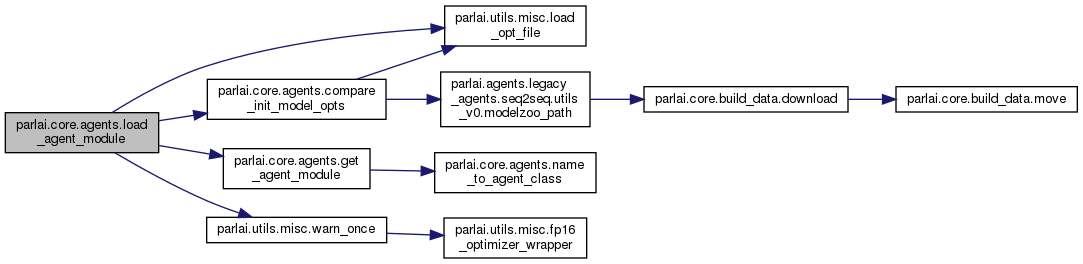 parlai.core.agents.load
_agent_module
parlai.utils.misc.load
_opt_file
parlai.core.agents.compare
_init_model_opts
parlai.agents.legacy
_agents.seq2seq.utils
_v0.modelzoo_path
parlai.core.build_data.download
parlai.core.build_data.move
parlai.core.agents.get
_agent_module
parlai.core.agents.name
_to_agent_class
parlai.utils.misc.warn_once
parlai.utils.misc.fp16
_optimizer_wrapper